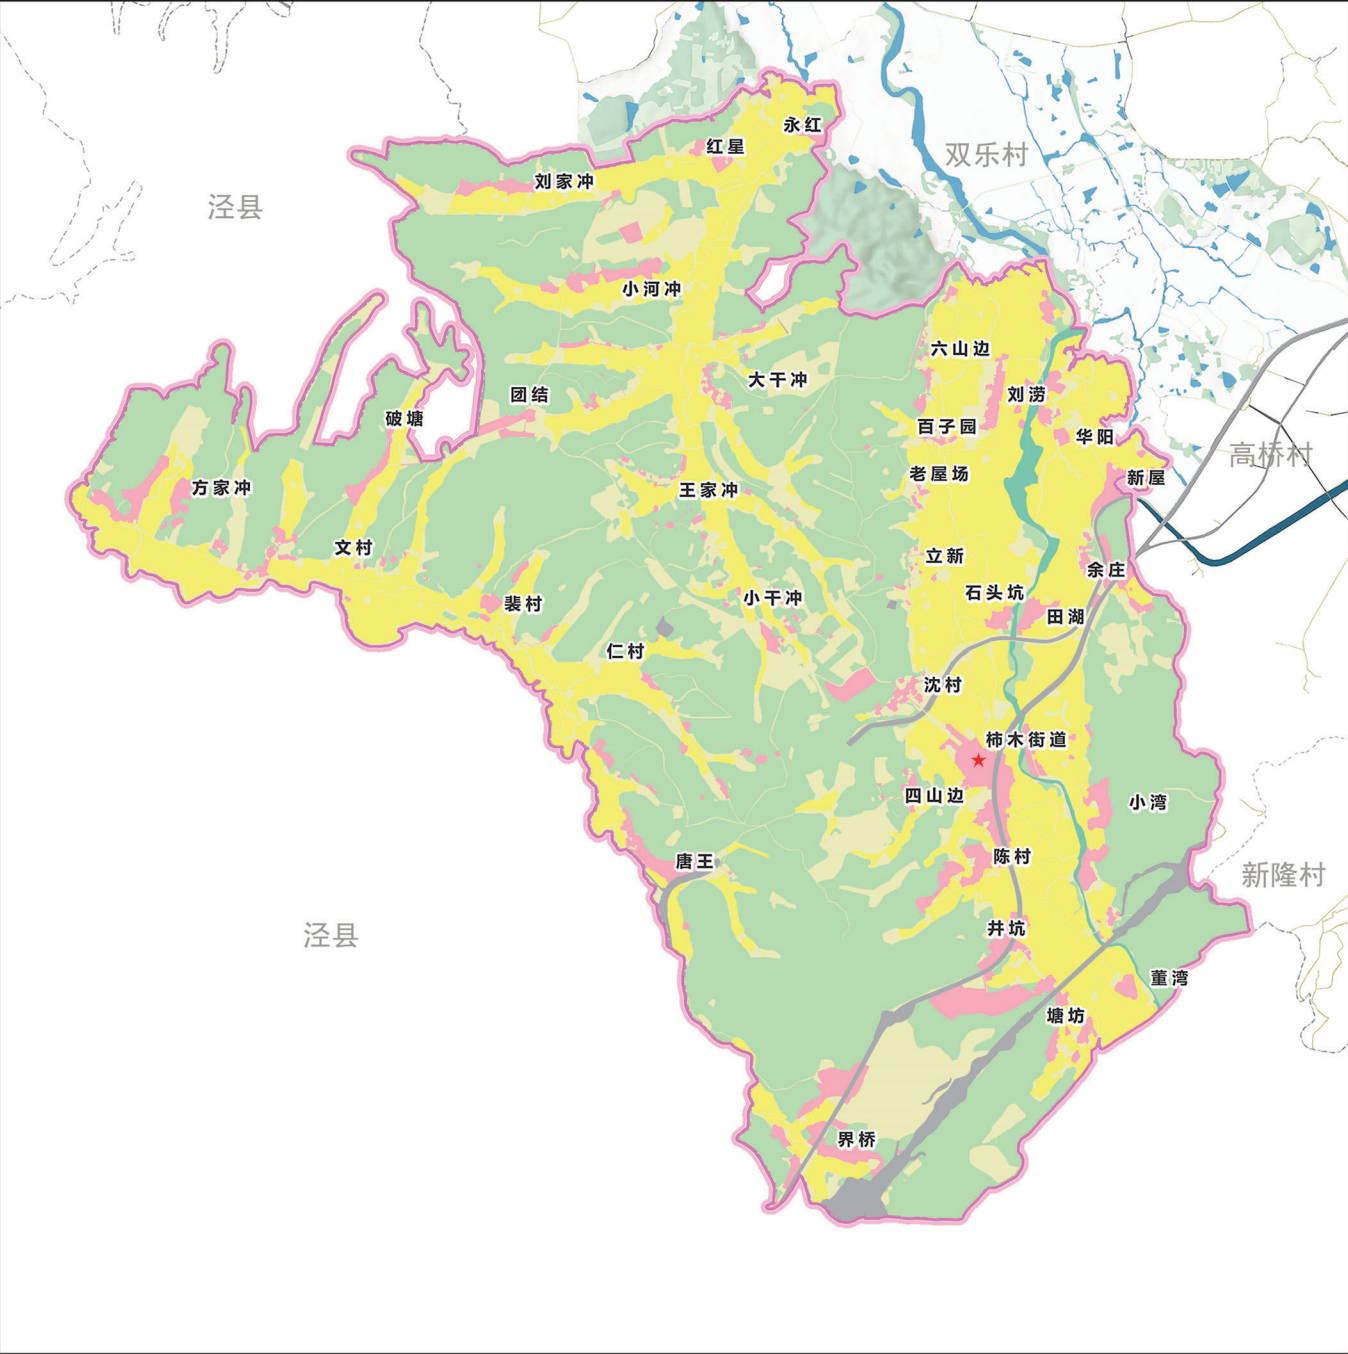 永红
红星
双乐村
刘家冲
泾县
小河冲
六山边
大干冲
团结
刘涝
破塘
百子园
华阳
高桥村
老屋场
新屋
方家冲
王家冲
文村
立新
余庄
石头坑
小干冲
裴村
田湖
仁村
沈村
柿木街道
四山边
小湾
陈村
唐王
新隆村
井坑
泾县
董湾
塘坊
界桥